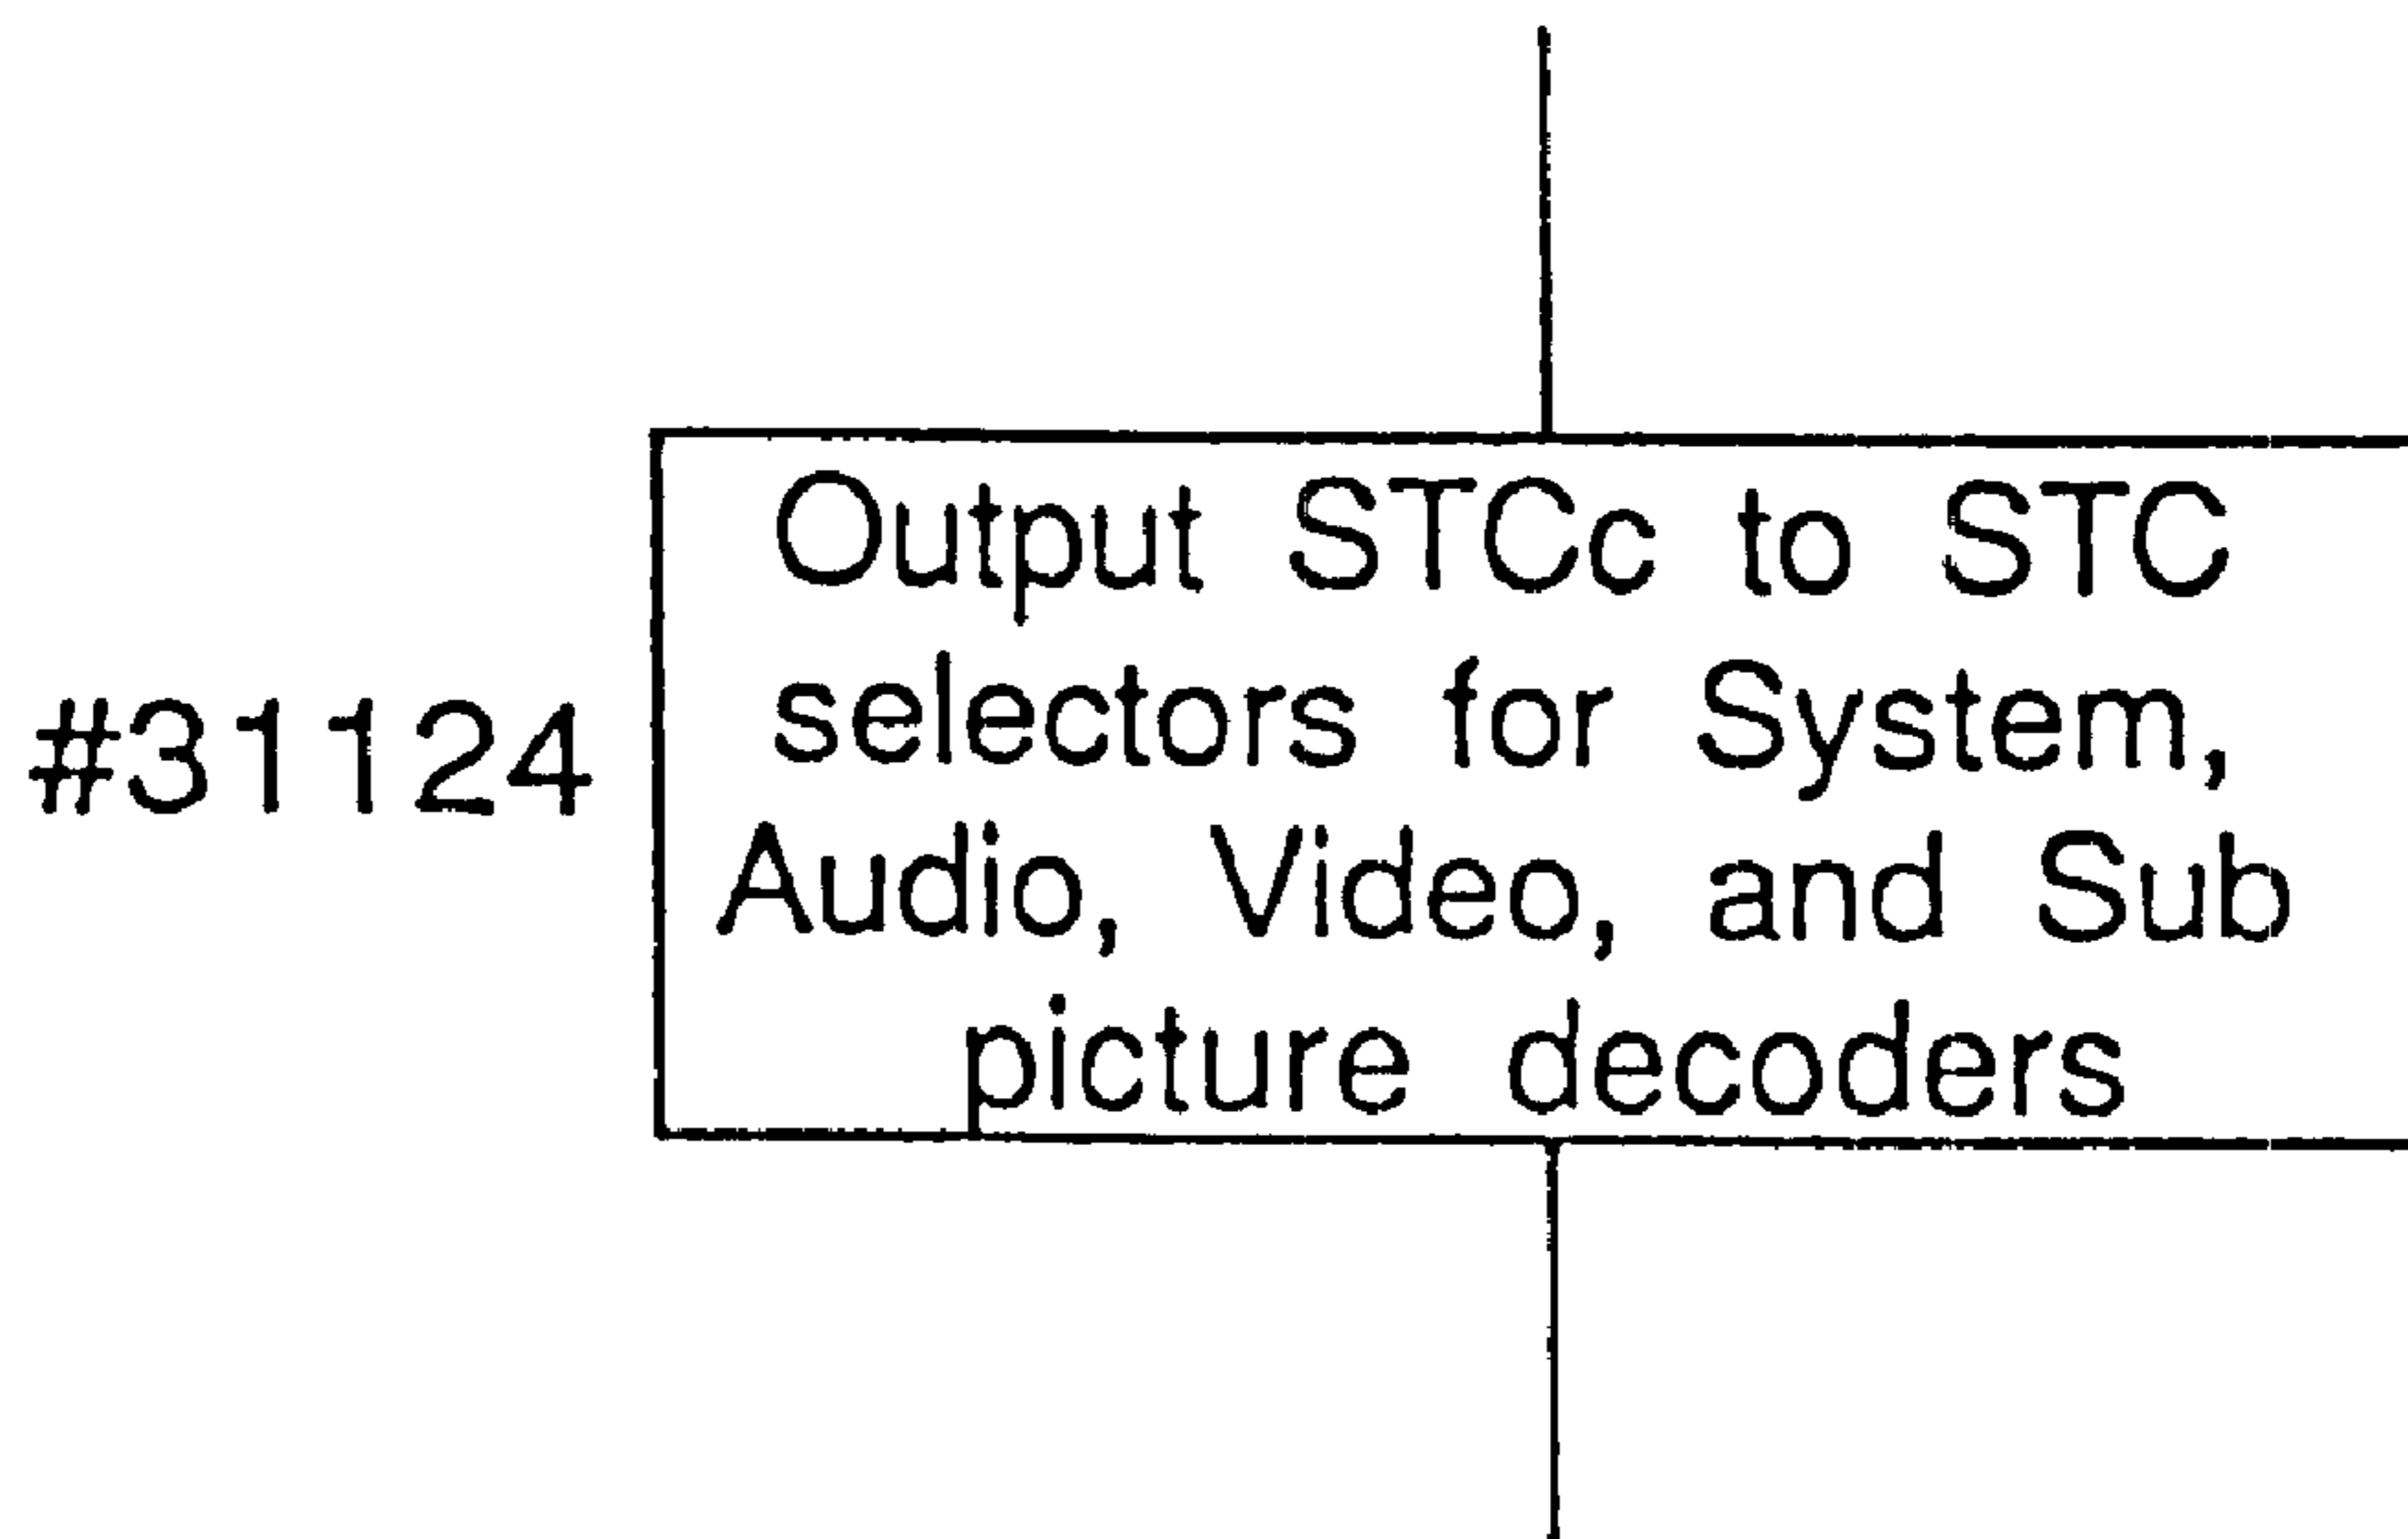 Output STCc to STC
selectors for System,
#31124
Audio, Video, and Sub
picture decoders